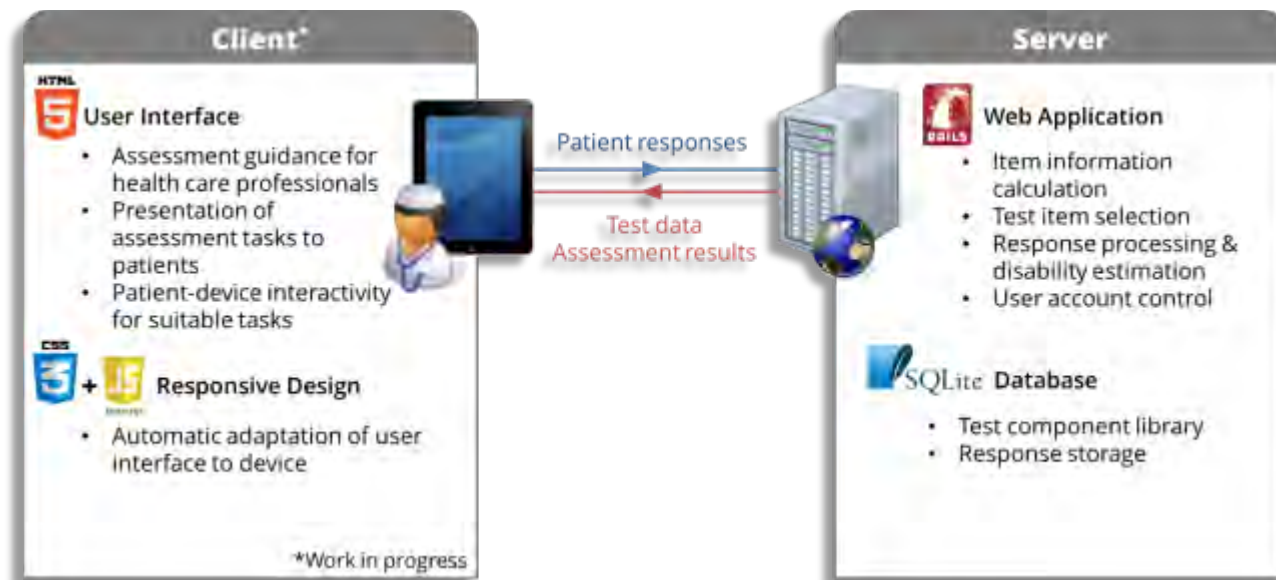 Client*
HTML
5
User Interface
• Assessment guidance for
health care professionals
• Presentation of
assessment tasks to
patients
• Patient-device interactivity
for suitable tasks
CSS
3
+
JS
Responsive Design
• Automatic adaptation of user
interface to device
*Work in progress
Patient responses
Test data
Assessment results
Server
RAILS
Web Application
• Item information
calculation
• Test item selection
• Response processing &
disability estimation
• User account control
SQLite Database
• Test component library
• Response storage